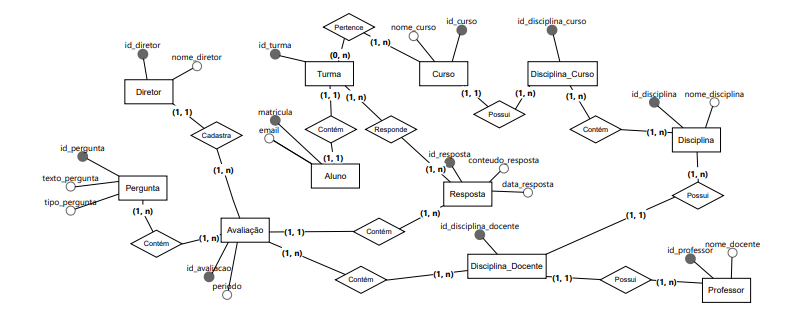 Pertence
nome_curso
id_curso
id_disciplina_curso
id_diretor
nome_diretor
id_turma
(0, n)
(1, n)
Diretor
Turma
Curso
Disciplina_Curso
(1, 1)
(1, n)
(1, 1)
(1, n)
(1, n)
id_disciplina
nome_disciplina
(1, 1)
matricula
email
Possui
Cadastra
Contém
Responde
Contém
(1, n)
Disciplina
id_pergunta
(1, 1)
id_resposta
conteudo_resposta
(1, n)
(1, n)
(1, n)
texto_pergunta
Pergunta
Aluno
Resposta
data_resposta
Possui
tipo_pergunta
(1, n)
(1, n)
(1, 1)
id_disciplina_docente
Contém
(1, n)
Avaliação
(1, 1)
Contém
(1, n)
id_professor
nome_docente
id_avaliacao
Disciplina_Docente
(1, n)
(1, 1)
Contém
Possui
(1, n)
Professor
periodo